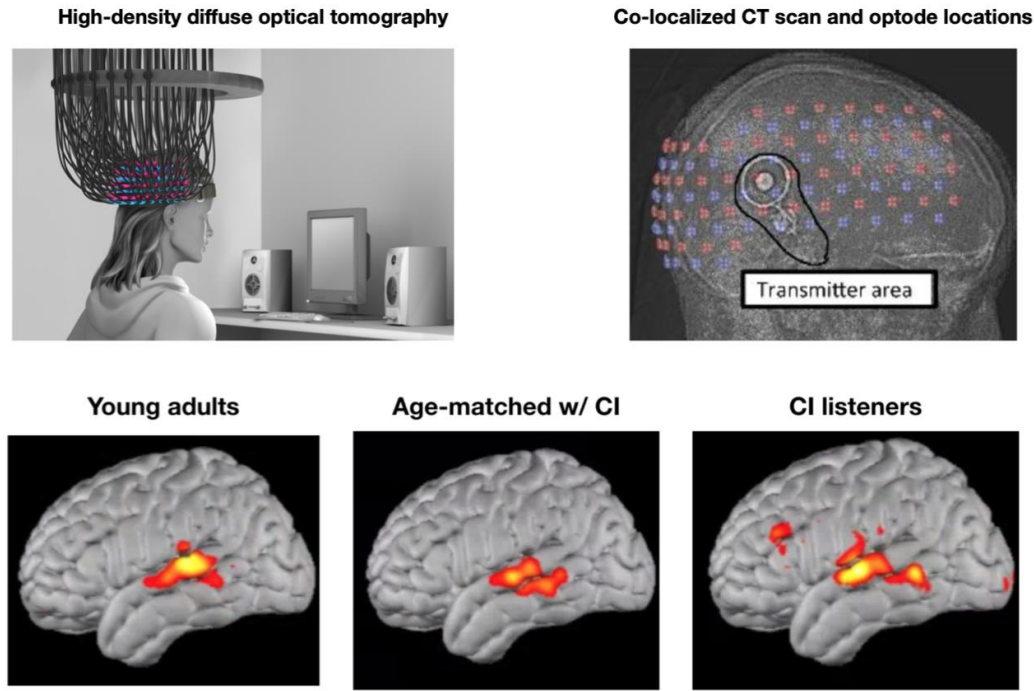 High-density diffuse optical tomography
Co-localized CT scan and optode locations
Transmitter area
Young adults
Age-matched w/ CI
CI listeners